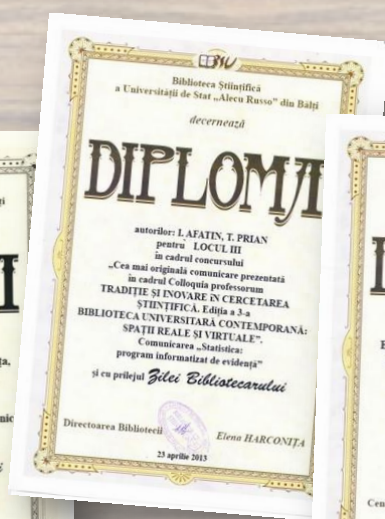 BȘU
Biblioteca Științifică
a Universității de Stat „Alecu Russo” din Bălți
decernează
DIPLOMA
autorilor: I. AFATIN, T. PRIAN
pentru LOCUL III
în cadrul concursului
„Cea mai originală comunicare prezentată
în cadrul Colloquia professorum
TRADIȚIE ȘI INOVARE ÎN CERCETAREA
ȘTIINȚIFICĂ. Ediția a 3-a
BIBLIOTECA UNIVERSITARĂ CONTEMPORANĂ:
SPAȚII REALE ȘI VIRTUALE”.
Comunicarea „Statistica:
program informatizat de evidență”
și cu prilejul Zilei Bibliotecarului
Directoarea Bibliotecii
Elena HARCONIȚA
23 aprilie 2013